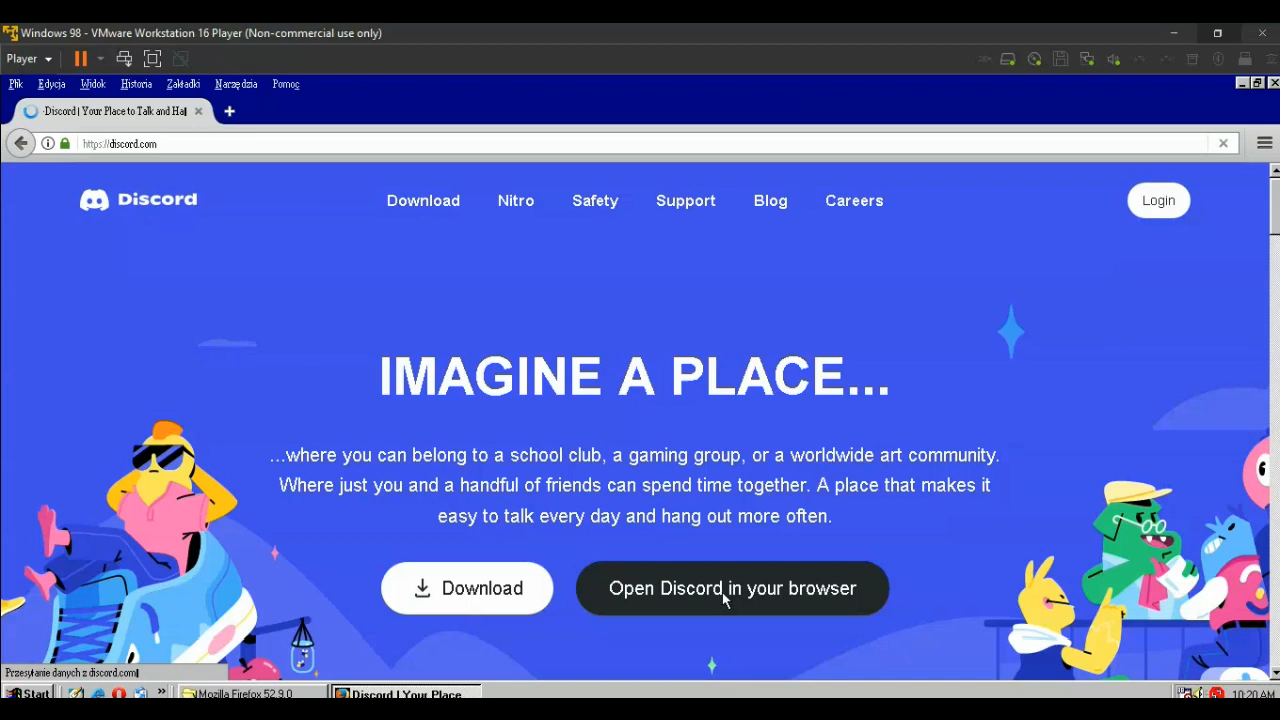 Windows 98 - VMware Workstation 16 Player (Non-commercial use only)
Player
Plik Edycja Widok Historia Zakładki Narzędzia Pomoc
Discord | Your Place to Talk and Ha
https://discord.com
Discord Download Nitro Safety Support Blog Careers Login
IMAGINE A PLACE...
...where you can belong to a school club, a gaming group, or a worldwide art community.
Where just you and a handful of friends can spend time together. A place that makes it
easy to talk every day and hang out more often.
Download Open Discord in your browser
Przesyłanie danych z discord.com
Start Mozilla Firefox 52.9.0 Discord | Your Place 10:20 AM